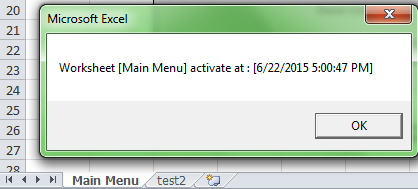 20
Microsoft Excel
21
22
Worksheet [Main Menu] activate at : [6/22/2015 5:00:47 PM]
23
24
25
OK
26
27
28
Main Menu test2